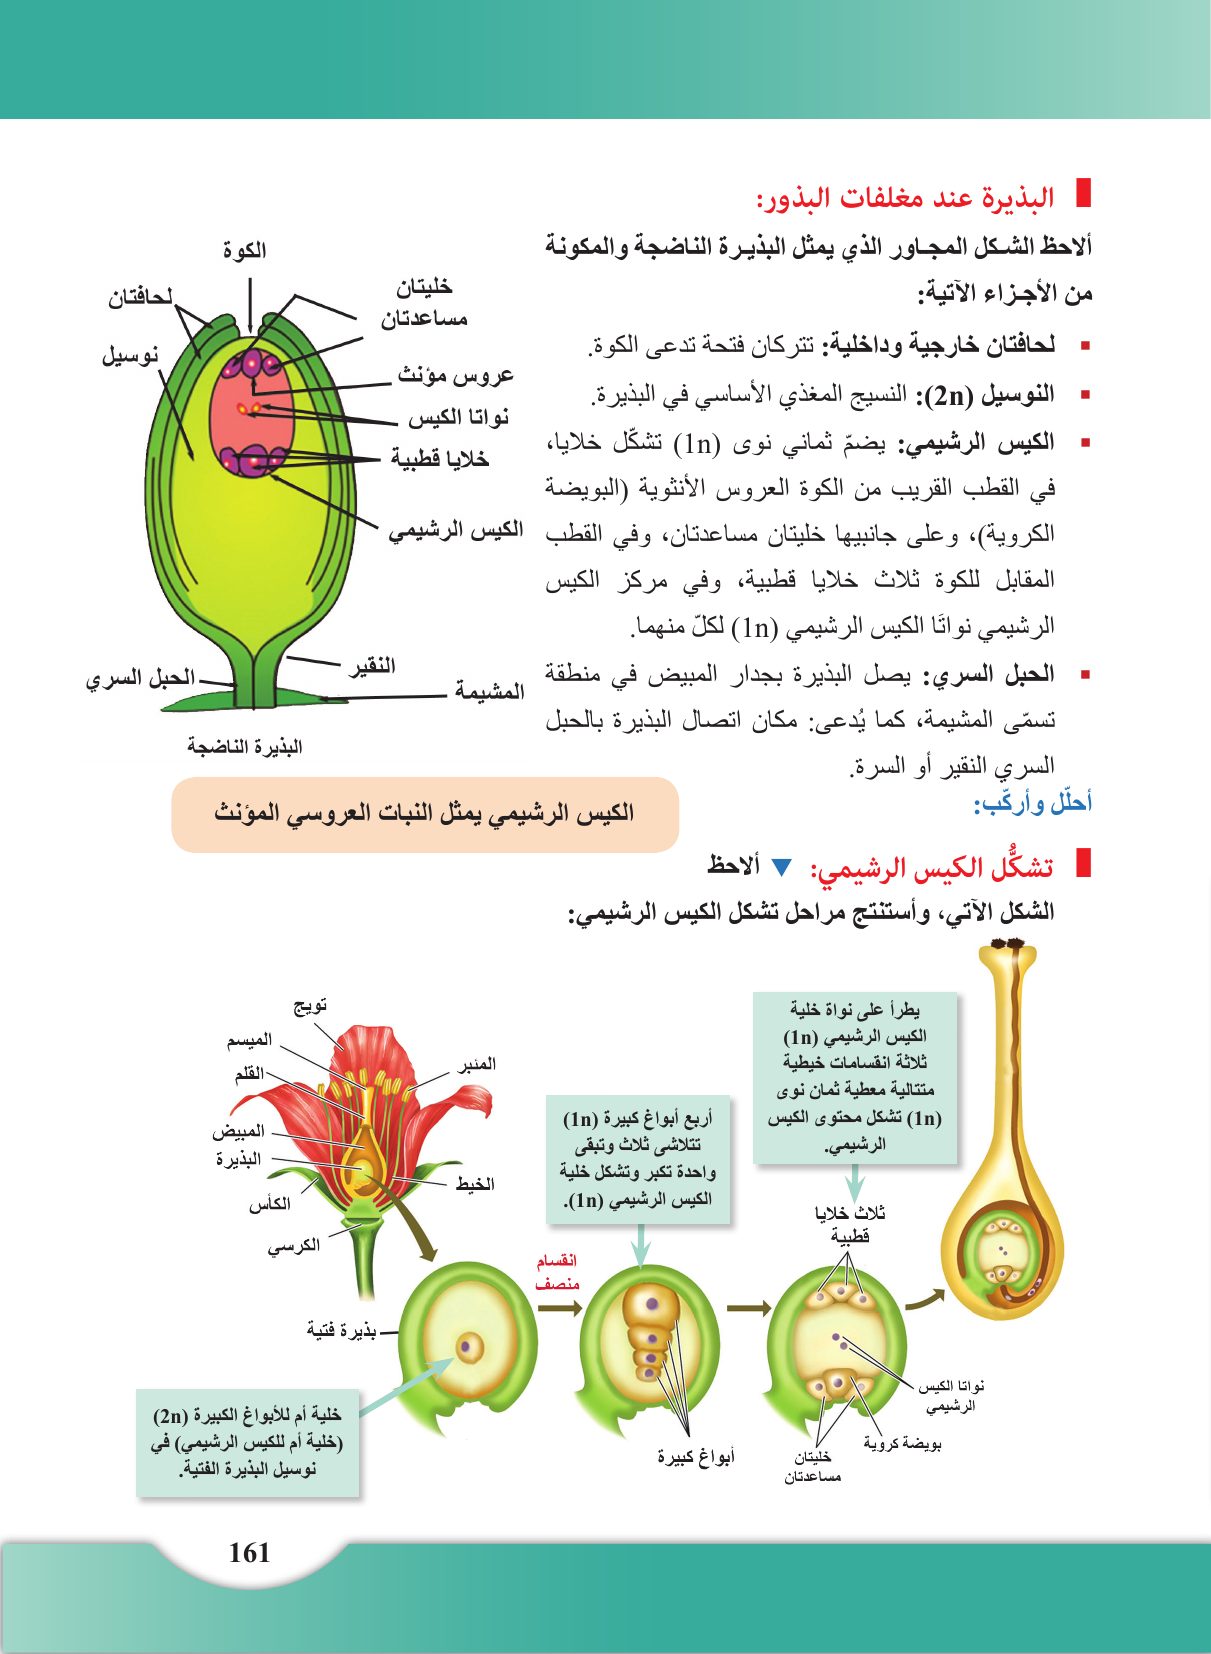 البذيرة عند مغلفات البذور:
ألاحظ الشكل المجاور الذي يمثل البذيرة الناضجة والمكونة
من الأجزاء الآتية:
▪ لحافتان خارجية وداخلية: تتركان فتحة تدعى الكوة.
▪ النوسيل (2n): النسيج المغذي الأساسي في البذيرة.
▪ الكيس الرشيمي: يضمّ ثماني نوى (1n) تشكّل خلايا،
في القطب القريب من الكوة العروس الأنثوية (البويضة
الكروية)، وعلى جانبيها خليتان مساعدتان، وفي القطب
المقابل للكوة ثلاث خلايا قطبية، وفي مركز الكيس
الرشيمي نواتَا الكيس الرشيمي (1n) لكلّ منهما.
▪ الحبل السري: يصل البذيرة بجدار المبيض في منطقة
تسمّى المشيمة، كما يُدعى: مكان اتصال البذيرة بالحبل
السري النقير أو السرة.
الكوة
خليتان
مساعدتان
لحافتان
نوسيل
عروس مؤنث
نواتا الكيس
خلايا قطبية
الكيس الرشيمي
النقير
الحبل السري
المشيمة
البذيرة الناضجة
أحلّل وأركّب:
الكيس الرشيمي يمثل النبات العروسي المؤنث
تشكُّل الكيس الرشيمي: ▼ ألاحظ
الشكل الآتي، وأستنتج مراحل تشكل الكيس الرشيمي:
يطرأ على نواة خلية
الكيس الرشيمي (1n)
ثلاثة انقسامات خيطية
متتالية معطية ثمان نوى
(1n) تشكل محتوى الكيس
الرشيمي.
أربع أبواغ كبيرة (1n)
تتلاشى ثلاث وتبقى
واحدة تكبر وتشكل خلية
الكيس الرشيمي (1n).
تويج
الميسم
القلم
المئبر
المبيض
البذيرة
الكأس
الخيط
الكرسي
ثلاث خلايا
قطبية
انقسام
منصف
بذيرة فتية
نواتا الكيس
الرشيمي
بويضة كروية
خليتان
مساعدتان
أبواغ كبيرة
خلية أم للأبواغ الكبيرة (2n)
(خلية أم للكيس الرشيمي) في
نوسيل البذيرة الفتية.
161